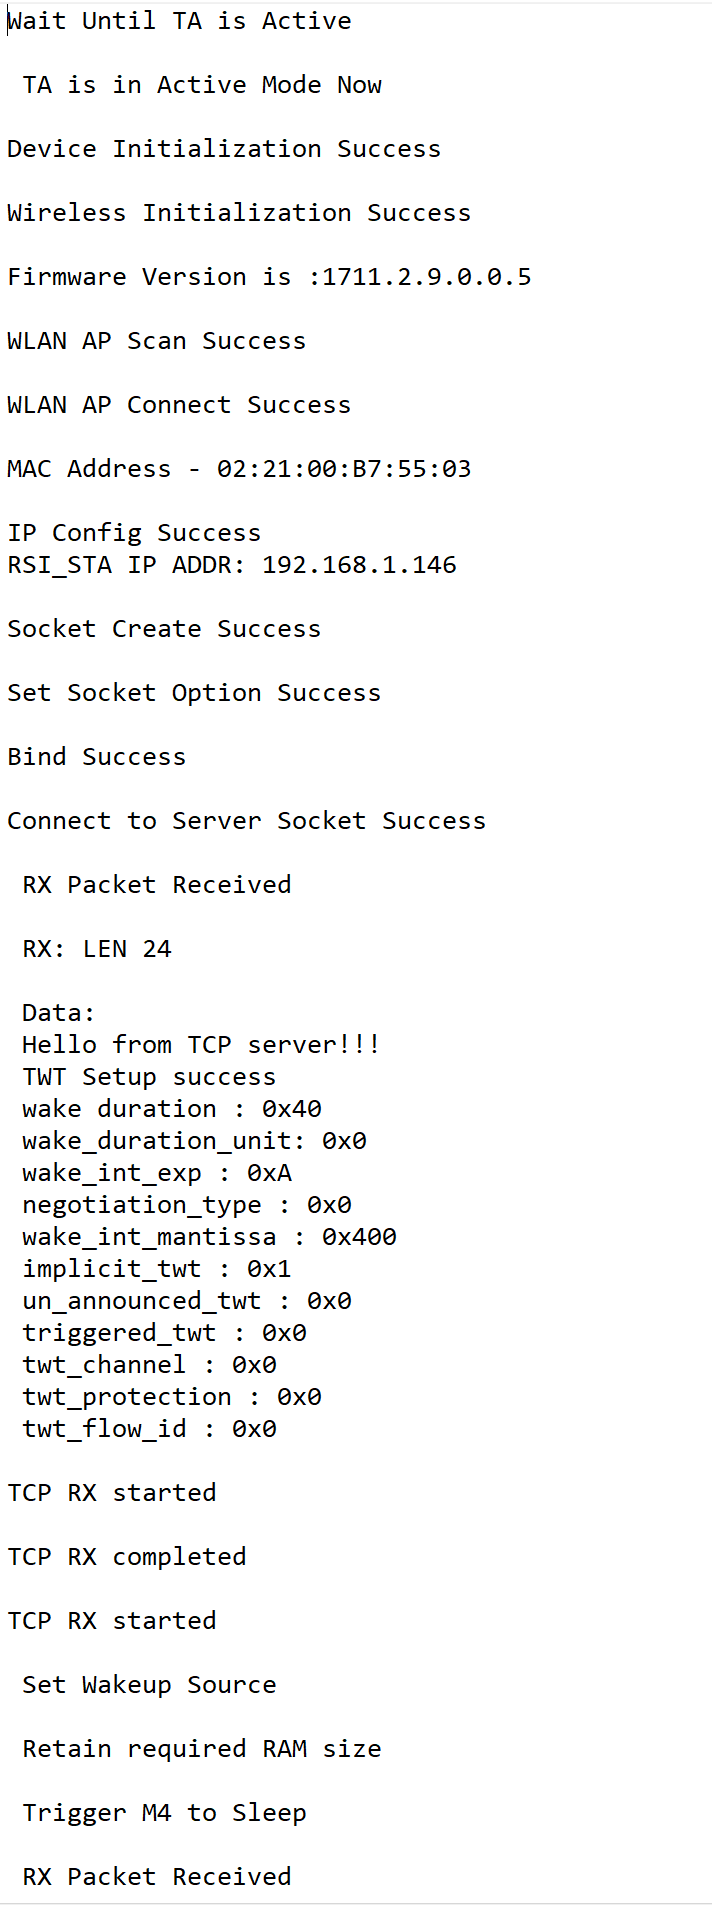 Wait Until TA is Active
TA is in Active Mode Now
Device Initialization Success
Wireless Initialization Success
Firmware Version is :1711.2.9.0.0.5
WLAN AP Scan Success
WLAN AP Connect Success
MAC Address - 02:21:00:B7:55:03
IP Config Success
RSI_STA IP ADDR: 192.168.1.146
Socket Create Success
Set Socket Option Success
Bind Success
Connect to Server Socket Success
RX Packet Received
RX: LEN 24
Data:
Hello from TCP server!!!
TWT Setup success
wake duration : 0x40
wake_duration_unit: 0x0
wake_int_exp : 0xA
negotiation_type : 0x0
wake_int_mantissa : 0x400
implicit_twt : 0x1
un_announced_twt : 0x0
triggered_twt : 0x0
twt_channel : 0x0
twt_protection : 0x0
twt_flow_id : 0x0
TCP RX started
TCP RX completed
TCP RX started
Set Wakeup Source
Retain required RAM size
Trigger M4 to Sleep
RX Packet Received